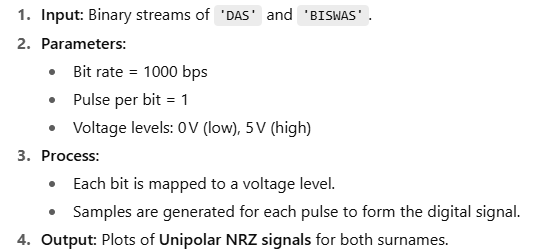 1. Input: Binary streams of 'DAS' and 'BISWAS'.
2. Parameters:
• Bit rate = 1000 bps
• Pulse per bit = 1
• Voltage levels: 0 V (low), 5 V (high)
3. Process:
• Each bit is mapped to a voltage level.
• Samples are generated for each pulse to form the digital signal.
4. Output: Plots of Unipolar NRZ signals for both surnames.